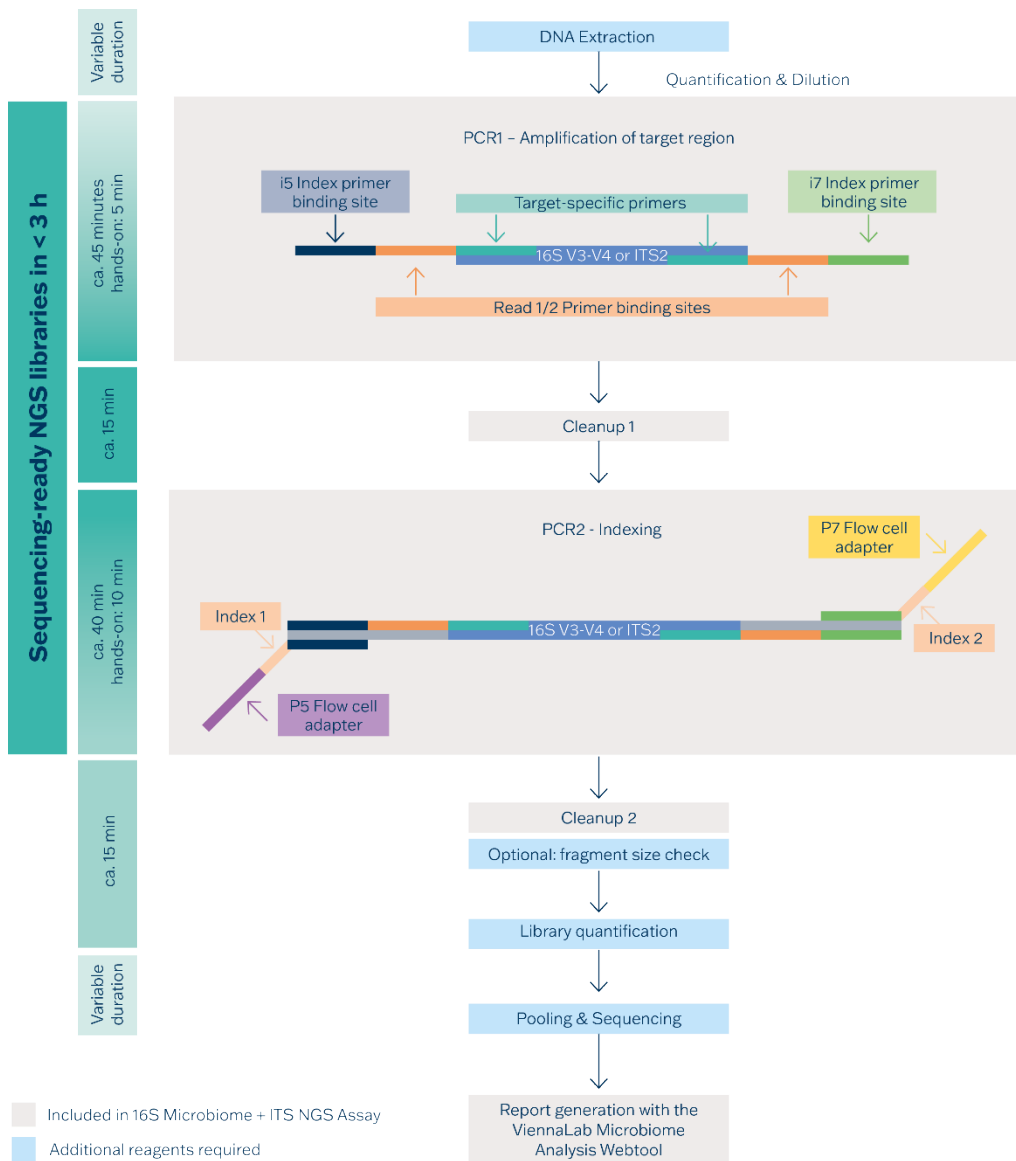 Variable
duration
DNA Extraction
Quantification & Dilution
Sequencing-ready NGS libraries in < 3 h
ca. 45 minutes
hands-on: 5 min
PCR1 – Amplification of target region
i5 Index primer
binding site
Target-specific primers
i7 Index primer
binding site
16S V3-V4 or ITS2
Read 1/2 Primer binding sites
ca. 15 min
Cleanup 1
ca. 40 min
hands-on: 10 min
PCR2 - Indexing
P7 Flow cell
adapter
Index 1
16S V3-V4 or ITS2
Index 2
P5 Flow cell
adapter
ca. 15 min
Cleanup 2
Optional: fragment size check
Library quantification
Variable
duration
Pooling & Sequencing
Included in 16S Microbiome + ITS NGS Assay
Additional reagents required
Report generation with the
ViennaLab Microbiome
Analysis Webtool